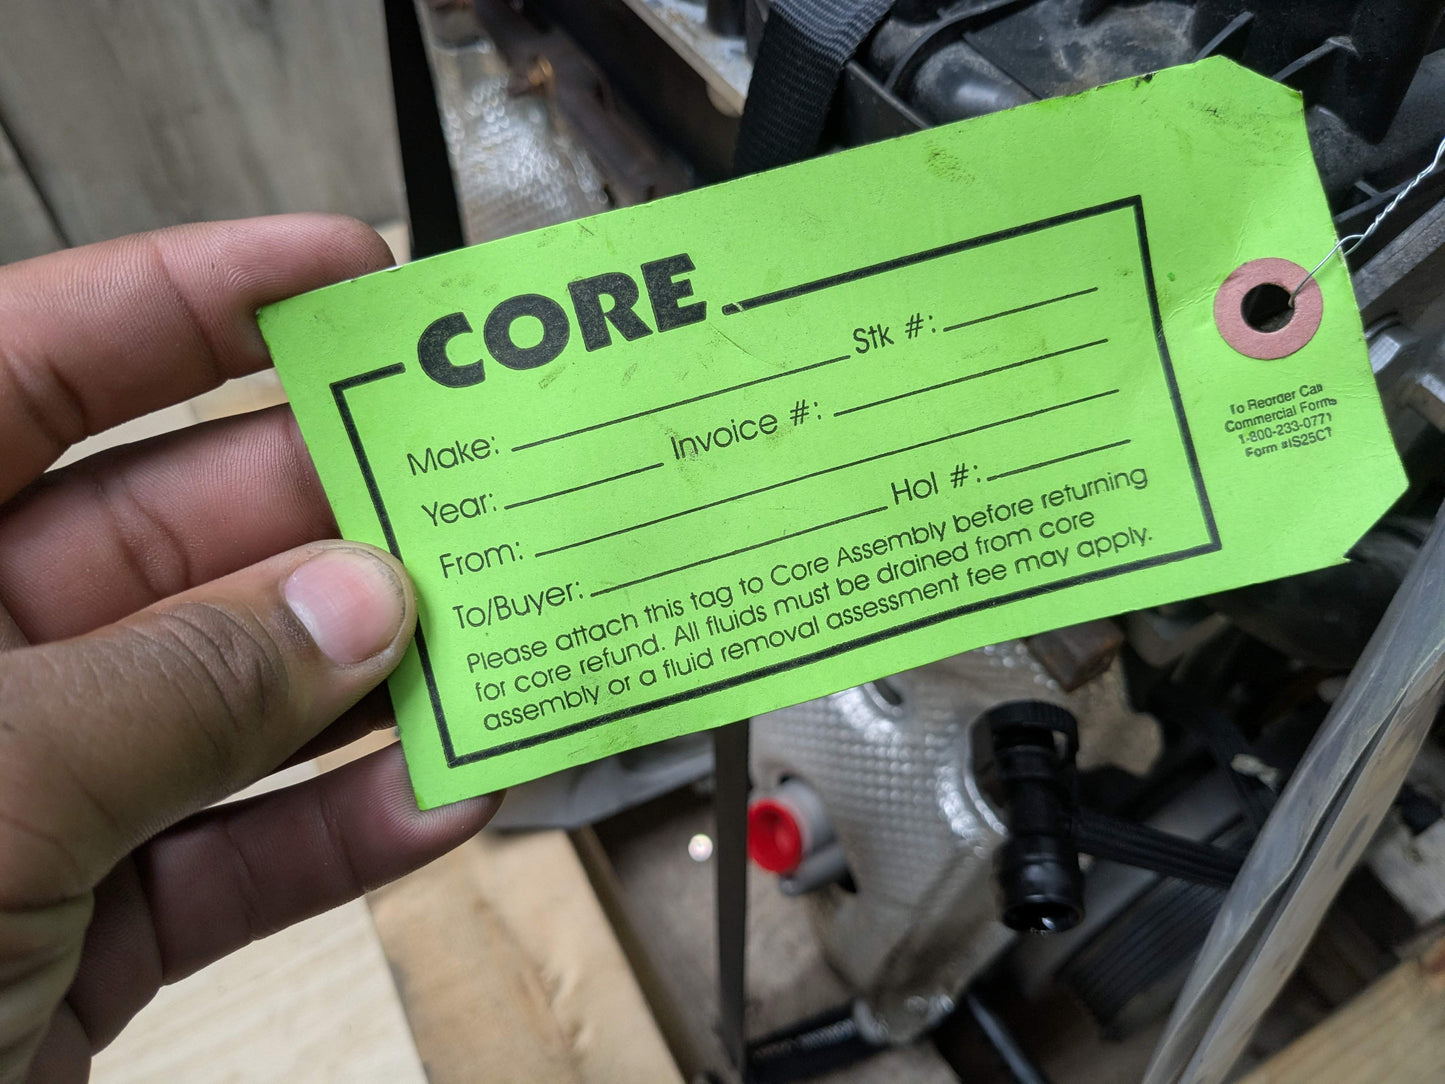 CORE
Make: Stk #:
Year: Invoice #:
From:
To/Buyer: Hol #:
Please attach this tag to Core Assembly before returning
for core refund. All fluids must be drained from core
assembly or a fluid removal assessment fee may apply.
To Reorder Call
Commercial Forms
1-800-233-0771
Form #IS25CT